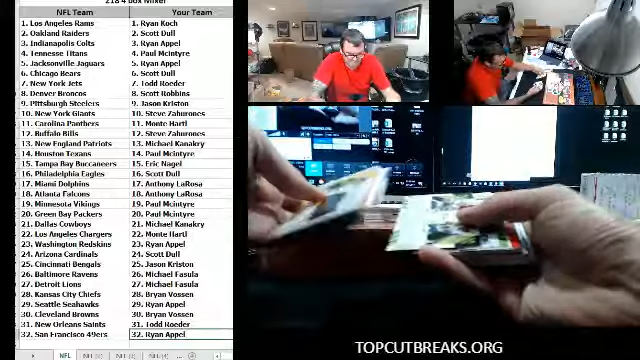 218 4 box Mixer
NFL Team Your Team
1. Los Angeles Rams 1. Ryan Koch
2. Oakland Raiders 2. Scott Dull
3. Indianapolis Colts 3. Ryan Appel
4. Tennesse Titans 4. Paul Mcintyre
5. Jacksonville Jaguars 5. Ryan Appel
6. Chicago Bears 6. Scott Dull
7. New York Jets 7. Todd Roeder
8. Denver Broncos 8. Scott Robbins
9. Pittsburgh Steelers 9. Jason Kriston
10. New York Giants 10. Steve Zahurones
11. Carolina Panthers 11. Monte Hartl
12. Buffalo Bills 12. Steve Zahurones
13. New England Patriots 13. Michael Kanakry
14. Houston Texans 14. Paul Mcintyre
15. Tampa Bay Buccaneers 15. Eric Nagel
16. Philadelphia Eagles 16. Scott Dull
17. Miami Dolphins 17. Anthony LaRosa
18. Atlanta Falcons 18. Anthony LaRosa
19. Minnesota Vikings 19. Paul Mcintyre
20. Green Bay Packers 20. Paul Mcintyre
21. Dallas Cowboys 21. Michael Kanakry
22. Los Angeles Chargers 22. Monte Hartl
23. Washington Redskins 23. Ryan Appel
24. Arizona Cardinals 24. Scott Dull
25. Cincinnati Bengals 25. Jason Kriston
26. Baltimore Ravens 26. Michael Fasula
27. Detroit Lions 27. Michael Fasula
28. Kansas City Chiefs 28. Bryan Vossen
29. Seattle Seahawks 29. Ryan Appel
30. Cleveland Browns 30. Bryan Vossen
31. New Orleans Saints 31. Todd Roeder
32. San Francisco 49ers 32. Ryan Appel
NFL NFL (2) NFL (3) NFL (4) ...
TOPCUTBREAKS.ORG